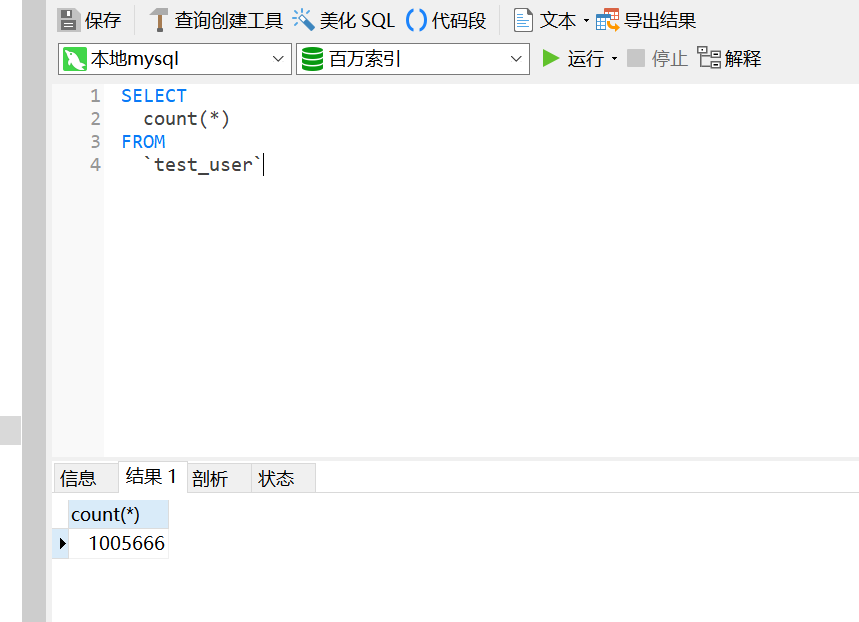 保存 查询创建工具 美化 SQL () 代码段 文本 导出结果
本地mysql 百万索引 运行 停止 解释
1 SELECT
2 count(*)
3 FROM
4 `test_user`
信息 结果 1 剖析 状态
count(*)
1005666